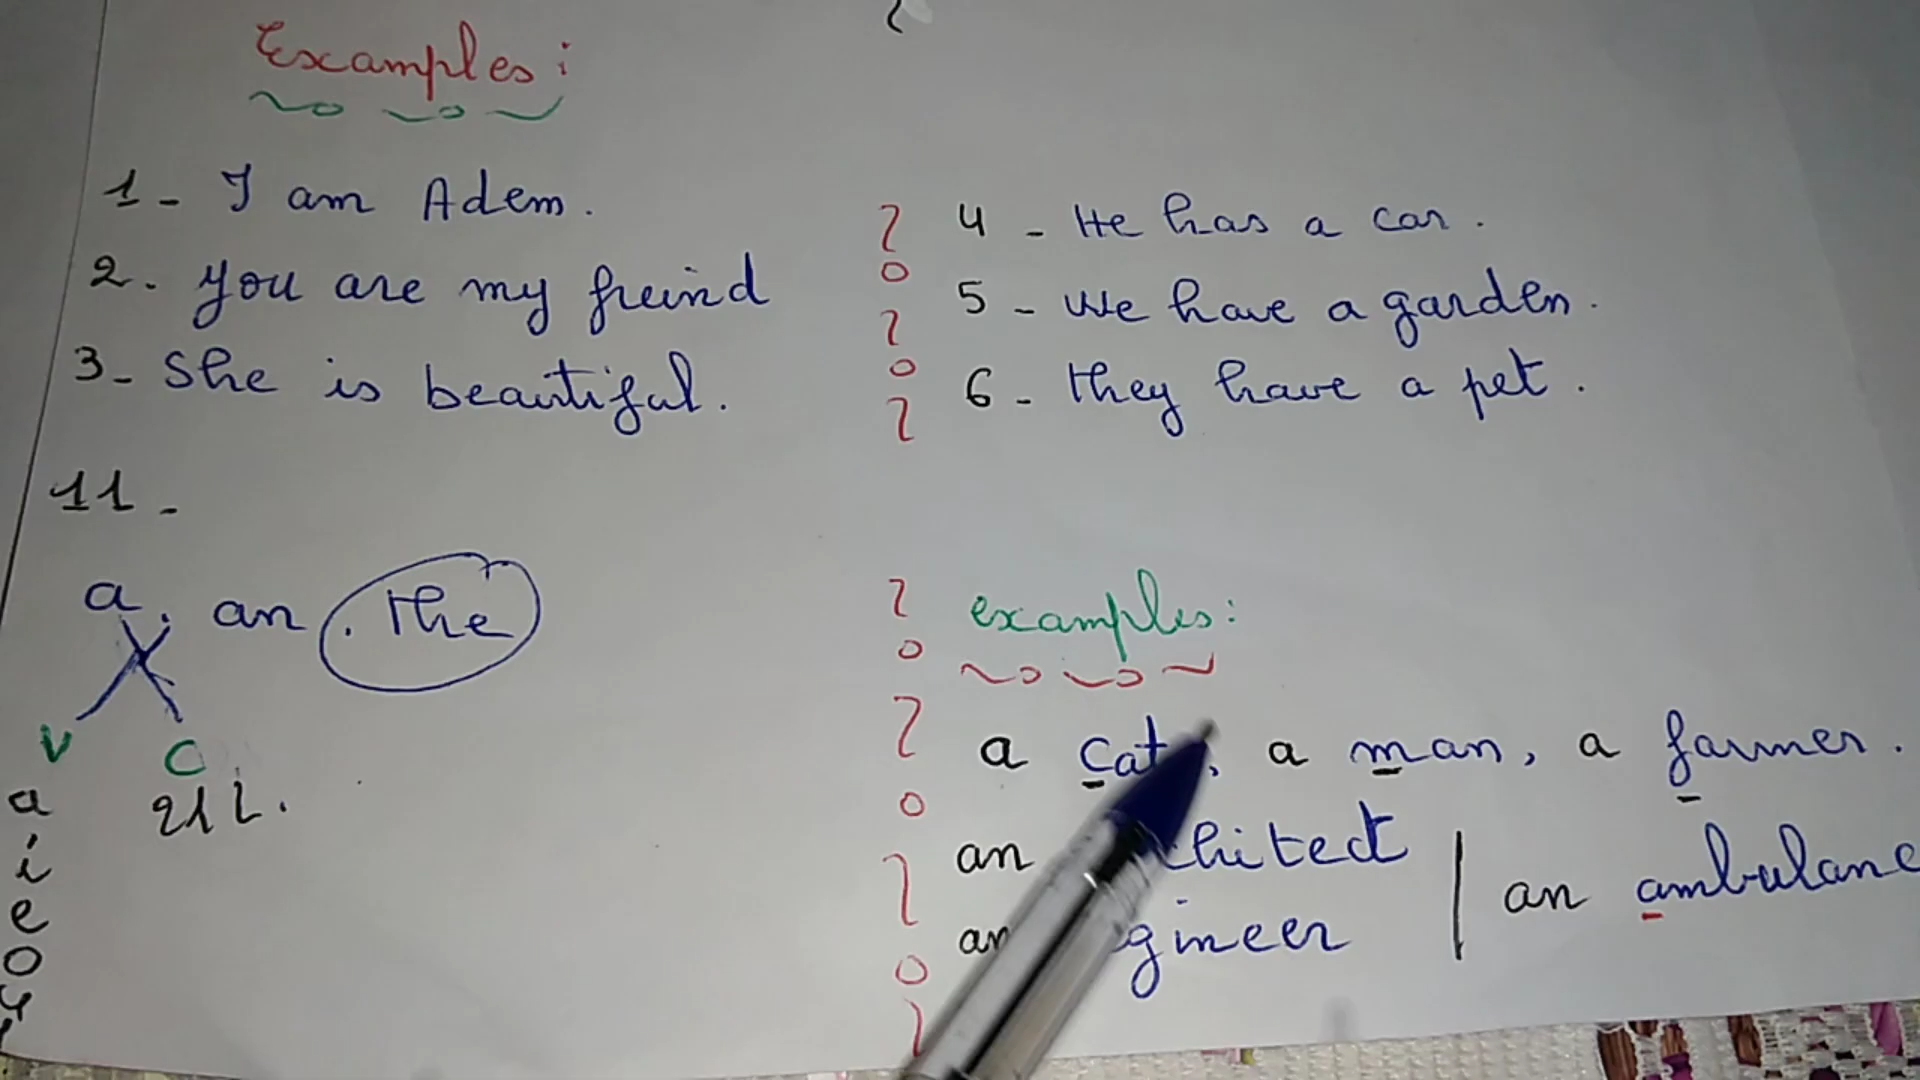 Examples:
1 - I am Adem.
2. you are my freind
3 - She is beautiful.
4 - He has a car.
5 - We have a garden.
6 - they have a pet.
11 -
a, an, the
V C
a
i
e
o
examples:
a cat, a man, a farmer.
an
an
an